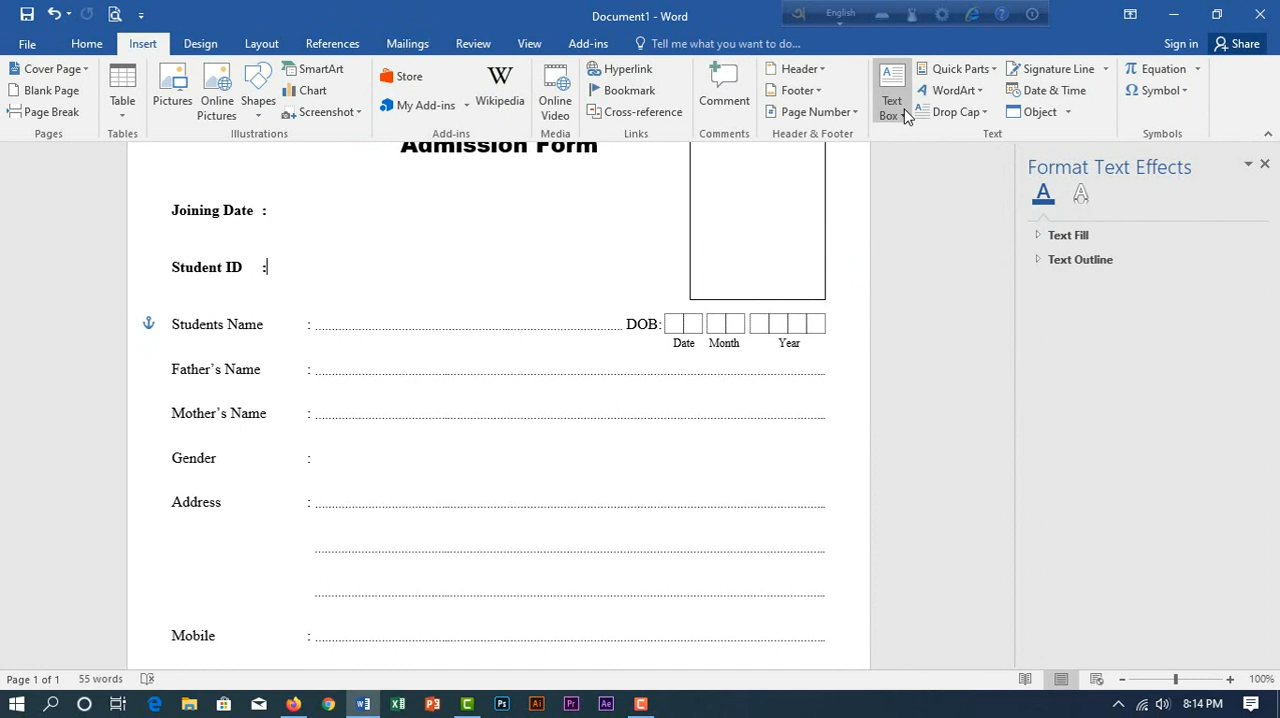 Document1 - Word
English
File Home Insert Design Layout References Mailings Review View Add-ins Tell me what you want to do... Sign in Share
Cover Page
Blank Page
Page Break
Pages
Table
Tables
Pictures
Online Pictures
Shapes
SmartArt
Chart
Screenshot
Illustrations
Store
My Add-ins
Wikipedia
Add-ins
Online Video
Media
Hyperlink
Bookmark
Cross-reference
Links
Comment
Comments
Header
Footer
Page Number
Header & Footer
Text Box
Quick Parts
WordArt
Drop Cap
Signature Line
Date & Time
Object
Text
Equation
Symbol
Symbols
Admission Form
Joining Date :
Student ID :
Students Name : DOB:
Date Month Year
Father's Name :
Mother's Name :
Gender :
Address :
Mobile :
Format Text Effects
Text Fill
Text Outline
Page 1 of 1 55 words 100%
8:14 PM